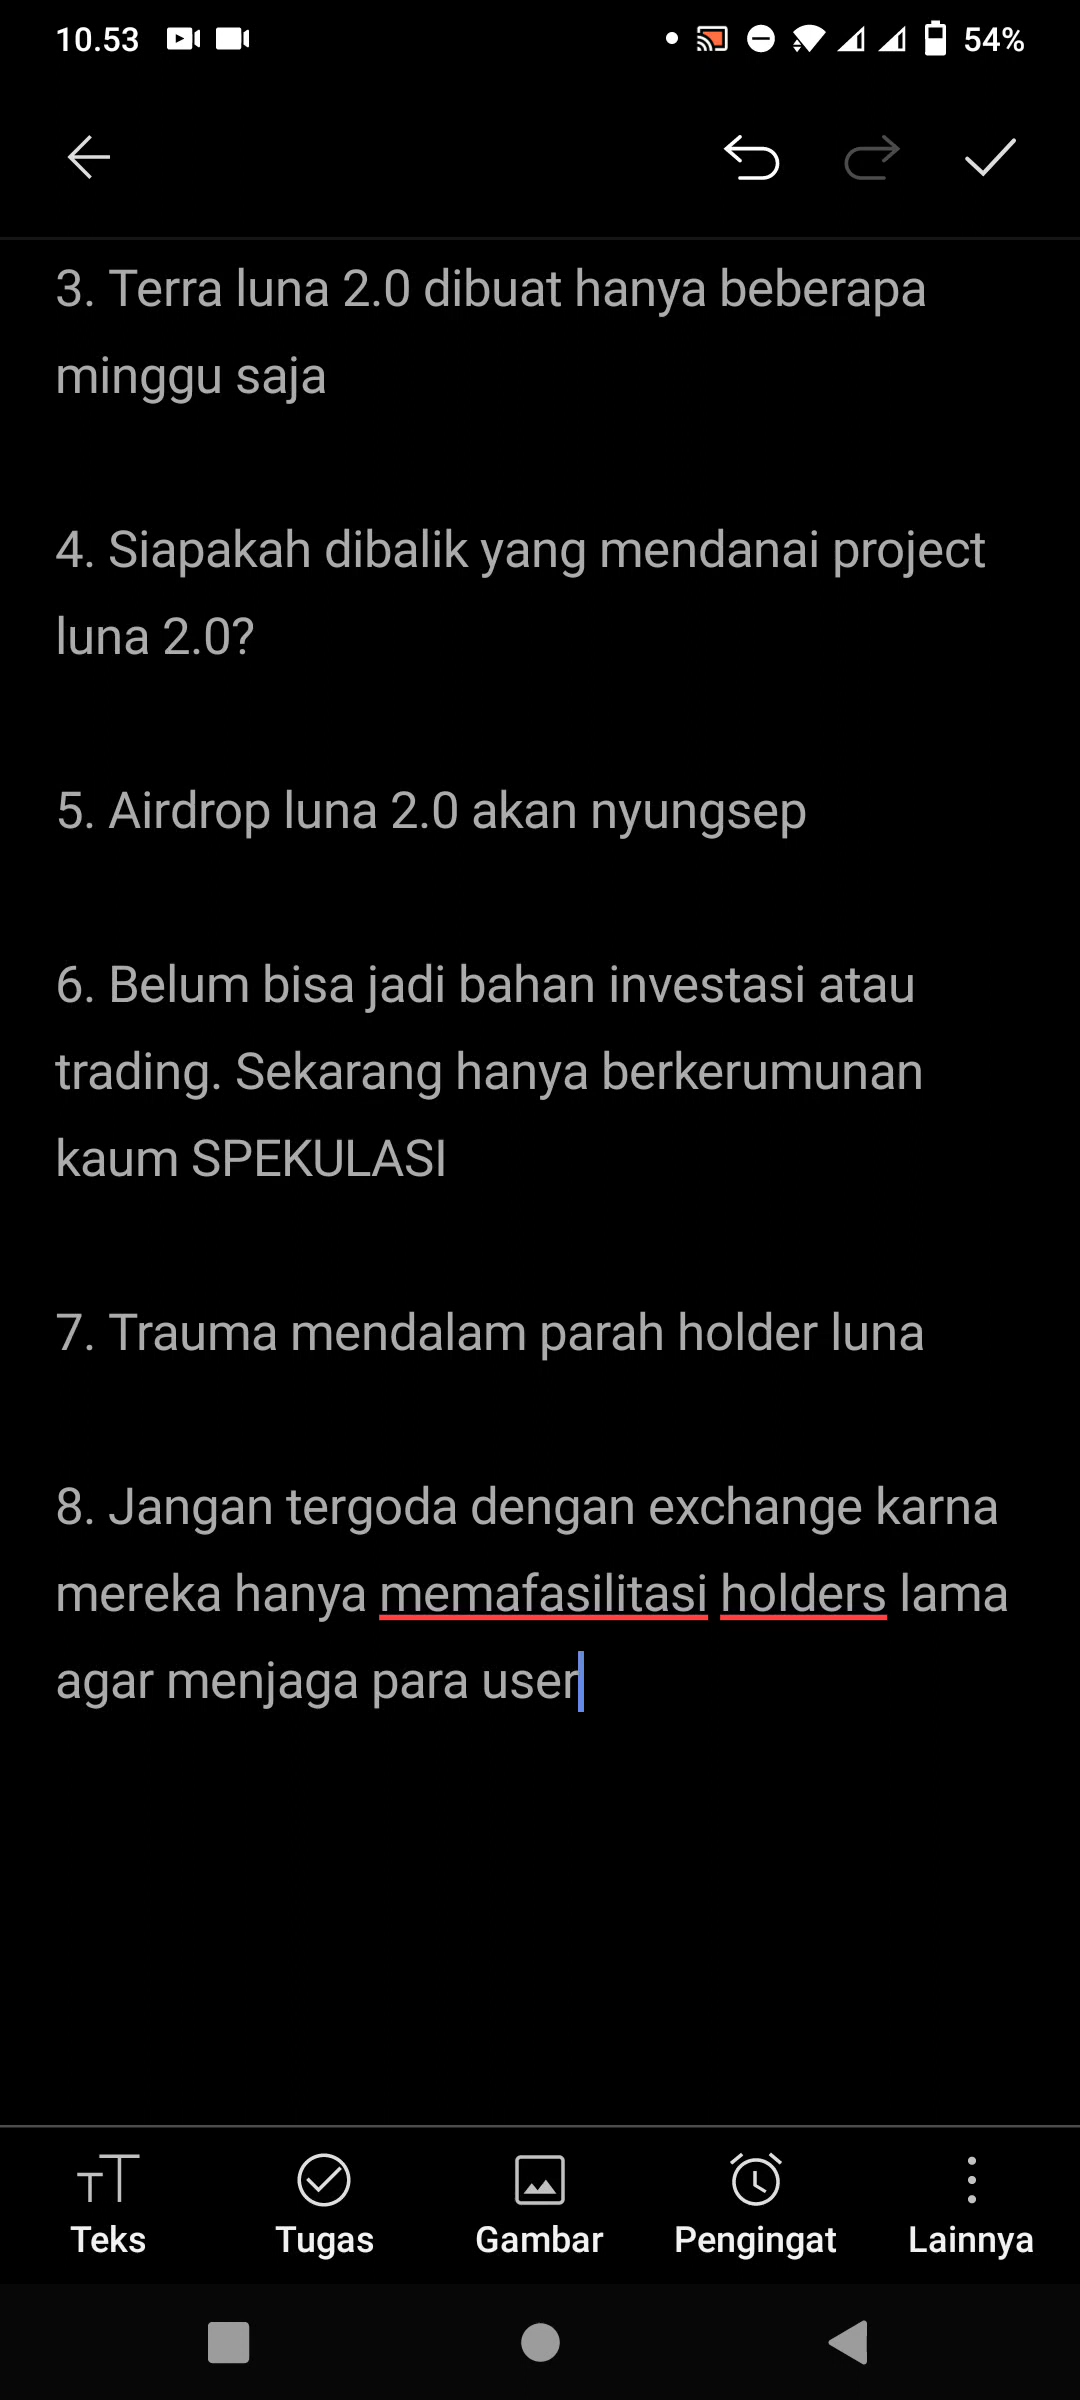 10.53
54%
3. Terra luna 2.0 dibuat hanya beberapa
minggu saja
4. Siapakah dibalik yang mendanai project
luna 2.0?
5. Airdrop luna 2.0 akan nyungsep
6. Belum bisa jadi bahan investasi atau
trading. Sekarang hanya berkerumunan
kaum SPEKULASI
7. Trauma mendalam parah holder luna
8. Jangan tergoda dengan exchange karna
mereka hanya memafasilitasi holders lama
agar menjaga para user
Teks
Tugas
Gambar
Pengingat
Lainnya